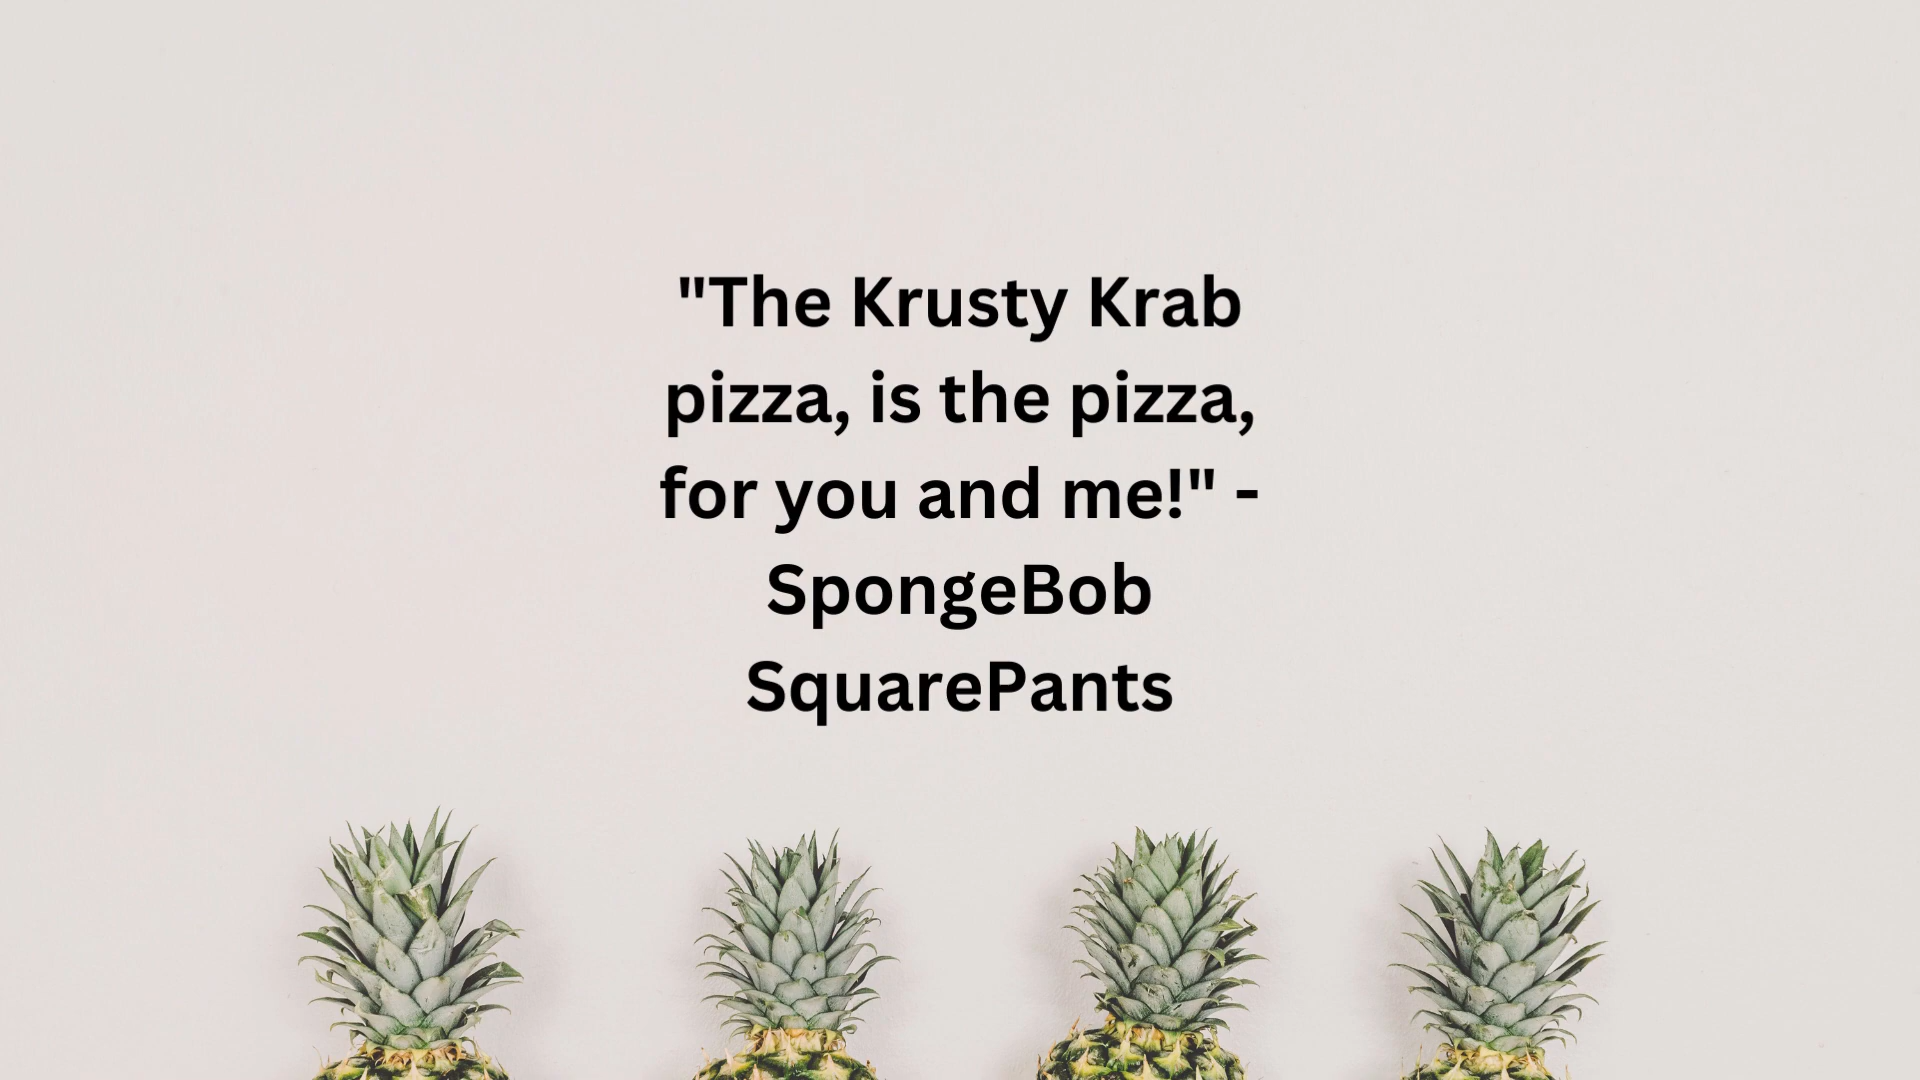 "The Krusty Krab
pizza, is the pizza,
for you and me!" -
SpongeBob
SquarePants